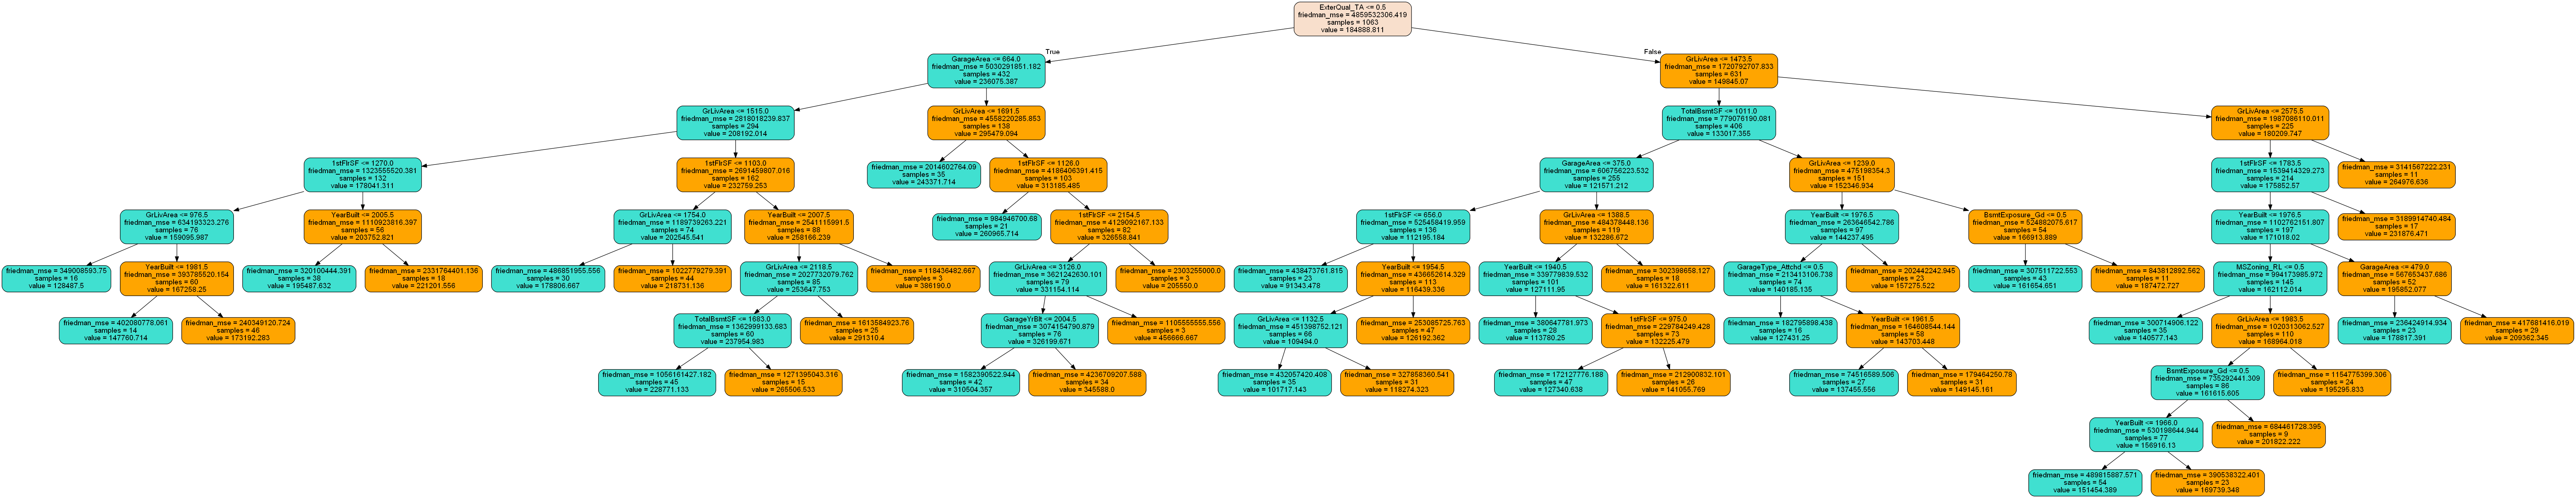 ExterQual_TA <= 0.5
friedman_mse = 4859532306.419
samples = 1063
value = 184888.811
True
False
GarageArea <= 664.0
friedman_mse = 5030291851.182
samples = 432
value = 236075.387
GrLivArea <= 1473.5
friedman_mse = 1720792707.833
samples = 631
value = 149845.07
GrLivArea <= 1515.0
friedman_mse = 2818018239.837
samples = 294
value = 208192.014
GrLivArea <= 1691.5
friedman_mse = 4558220285.853
samples = 138
value = 295479.094
TotalBsmtSF <= 1011.0
friedman_mse = 779076190.081
samples = 406
value = 133017.355
GrLivArea <= 2575.5
friedman_mse = 1987086110.011
samples = 225
value = 180209.747
1stFlrSF <= 1270.0
friedman_mse = 1323555520.381
samples = 132
value = 178041.311
1stFlrSF <= 1103.0
friedman_mse = 2691459807.016
samples = 162
value = 232759.253
friedman_mse = 2014602764.09
samples = 35
value = 243371.714
1stFlrSF <= 1126.0
friedman_mse = 4186406391.415
samples = 103
value = 313185.485
GarageArea <= 375.0
friedman_mse = 606756223.532
samples = 255
value = 121571.212
GrLivArea <= 1239.0
friedman_mse = 475198354.3
samples = 151
value = 152346.934
1stFlrSF <= 1783.5
friedman_mse = 1539414329.273
samples = 214
value = 175852.57
friedman_mse = 3141567222.231
samples = 11
value = 264976.636
GrLivArea <= 976.5
friedman_mse = 634193323.276
samples = 76
value = 159095.987
YearBuilt <= 2005.5
friedman_mse = 1110923816.397
samples = 56
value = 203752.821
GrLivArea <= 1754.0
friedman_mse = 1189739263.221
samples = 74
value = 202545.541
YearBuilt <= 2007.5
friedman_mse = 2541115991.5
samples = 88
value = 258166.239
friedman_mse = 984946700.68
samples = 21
value = 260965.714
1stFlrSF <= 2154.5
friedman_mse = 4129092167.133
samples = 82
value = 326558.841
1stFlrSF <= 656.0
friedman_mse = 525458419.959
samples = 136
value = 112195.184
GrLivArea <= 1388.5
friedman_mse = 484378448.136
samples = 119
value = 132286.672
YearBuilt <= 1976.5
friedman_mse = 263646542.786
samples = 97
value = 144237.495
BsmtExposure_Gd <= 0.5
friedman_mse = 524882075.617
samples = 54
value = 166913.889
YearBuilt <= 1976.5
friedman_mse = 1102762151.807
samples = 197
value = 171018.02
friedman_mse = 3189914740.484
samples = 17
value = 231876.471
friedman_mse = 349008593.75
samples = 16
value = 128487.5
YearBuilt <= 1981.5
friedman_mse = 393785520.154
samples = 60
value = 167258.25
friedman_mse = 320100444.391
samples = 38
value = 195487.632
friedman_mse = 2331764401.136
samples = 18
value = 221201.556
friedman_mse = 486851955.556
samples = 30
value = 178806.667
friedman_mse = 1022779279.391
samples = 44
value = 218731.136
GrLivArea <= 2118.5
friedman_mse = 2027732079.762
samples = 85
value = 253647.753
friedman_mse = 118436482.667
samples = 3
value = 386190.0
GrLivArea <= 3126.0
friedman_mse = 3621242630.101
samples = 79
value = 331154.114
friedman_mse = 2303255000.0
samples = 3
value = 205550.0
friedman_mse = 438473761.815
samples = 23
value = 91343.478
YearBuilt <= 1954.5
friedman_mse = 436652614.329
samples = 113
value = 116439.336
YearBuilt <= 1940.5
friedman_mse = 339779839.532
samples = 101
value = 127111.95
friedman_mse = 302398658.127
samples = 18
value = 161322.611
GarageType_Attchd <= 0.5
friedman_mse = 213413106.738
samples = 74
value = 140185.135
friedman_mse = 202442242.945
samples = 23
value = 157275.522
friedman_mse = 307511722.553
samples = 43
value = 161654.651
friedman_mse = 843812892.562
samples = 11
value = 187472.727
MSZoning_RL <= 0.5
friedman_mse = 994173985.972
samples = 145
value = 162112.014
GarageArea <= 479.0
friedman_mse = 567653437.686
samples = 52
value = 195852.077
friedman_mse = 402080778.061
samples = 14
value = 147760.714
friedman_mse = 240349120.724
samples = 46
value = 173192.283
TotalBsmtSF <= 1683.0
friedman_mse = 1362999133.683
samples = 60
value = 237954.983
friedman_mse = 1613584923.76
samples = 25
value = 291310.4
GarageYrBlt <= 2004.5
friedman_mse = 3074154790.879
samples = 76
value = 326199.671
friedman_mse = 1105555555.556
samples = 3
value = 456666.667
GrLivArea <= 1132.5
friedman_mse = 451398752.121
samples = 66
value = 109494.0
friedman_mse = 253085725.763
samples = 47
value = 126192.362
friedman_mse = 380647781.973
samples = 28
value = 113780.25
1stFlrSF <= 975.0
friedman_mse = 229784249.428
samples = 73
value = 132225.479
friedman_mse = 182795898.438
samples = 16
value = 127431.25
YearBuilt <= 1961.5
friedman_mse = 164608544.144
samples = 58
value = 143703.448
friedman_mse = 300714906.122
samples = 35
value = 140577.143
GrLivArea <= 1983.5
friedman_mse = 1020313062.527
samples = 110
value = 168964.018
friedman_mse = 236424914.934
samples = 23
value = 178817.391
friedman_mse = 417681416.019
samples = 29
value = 209362.345
friedman_mse = 1056161427.182
samples = 45
value = 228771.133
friedman_mse = 1271395043.316
samples = 15
value = 265506.533
friedman_mse = 1582390522.944
samples = 42
value = 310504.357
friedman_mse = 4236709207.588
samples = 34
value = 345588.0
friedman_mse = 432057420.408
samples = 35
value = 101717.143
friedman_mse = 327858360.541
samples = 31
value = 118274.323
friedman_mse = 172127776.188
samples = 47
value = 127340.638
friedman_mse = 212900832.101
samples = 26
value = 141055.769
friedman_mse = 74516589.506
samples = 27
value = 137455.556
friedman_mse = 179464250.78
samples = 31
value = 149145.161
BsmtExposure_Gd <= 0.5
friedman_mse = 735292441.309
samples = 86
value = 161615.605
friedman_mse = 1154775399.306
samples = 24
value = 195295.833
YearBuilt <= 1966.0
friedman_mse = 530198644.944
samples = 77
value = 156916.13
friedman_mse = 684461728.395
samples = 9
value = 201822.222
friedman_mse = 489815887.571
samples = 54
value = 151454.389
friedman_mse = 390538322.401
samples = 23
value = 169739.348